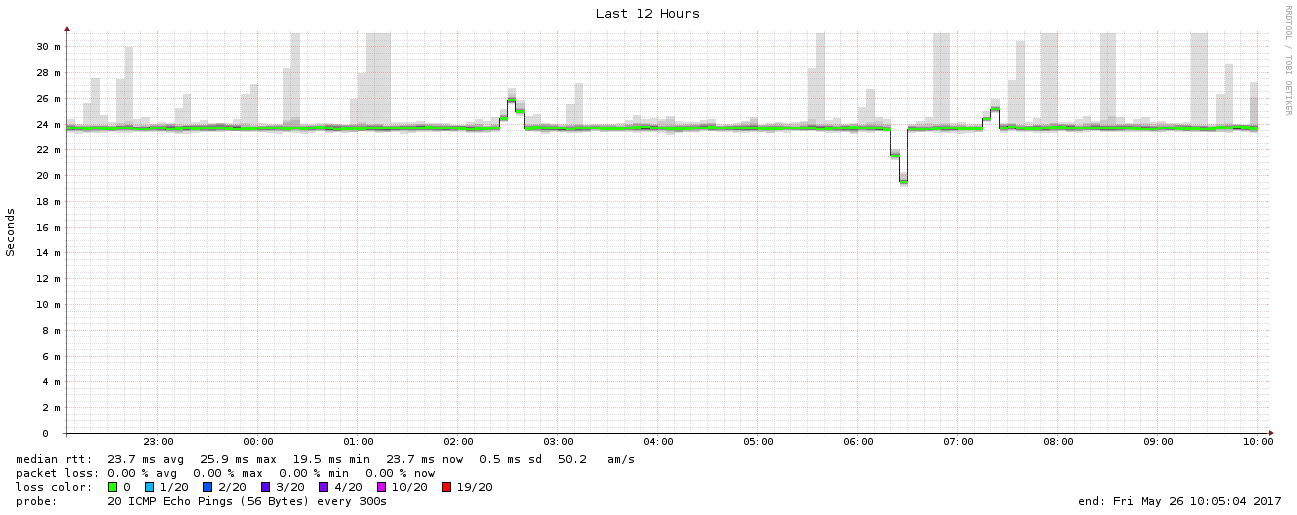 Last 12 Hours
RRDTOOL / TOBI OETIKER
Seconds
30 m
28 m
26 m
24 m
22 m
20 m
18 m
16 m
14 m
12 m
10 m
8 m
6 m
4 m
2 m
0
23:00 00:00 01:00 02:00 03:00 04:00 05:00 06:00 07:00 08:00 09:00 10:00
median rtt: 23.7 ms avg 25.9 ms max 19.5 ms min 23.7 ms now 0.5 ms sd 50.2 am/s
packet loss: 0.00 % avg 0.00 % max 0.00 % min 0.00 % now
loss color: 0 1/20 2/20 3/20 4/20 10/20 19/20
probe: 20 ICMP Echo Pings (56 Bytes) every 300s end: Fri May 26 10:05:04 2017